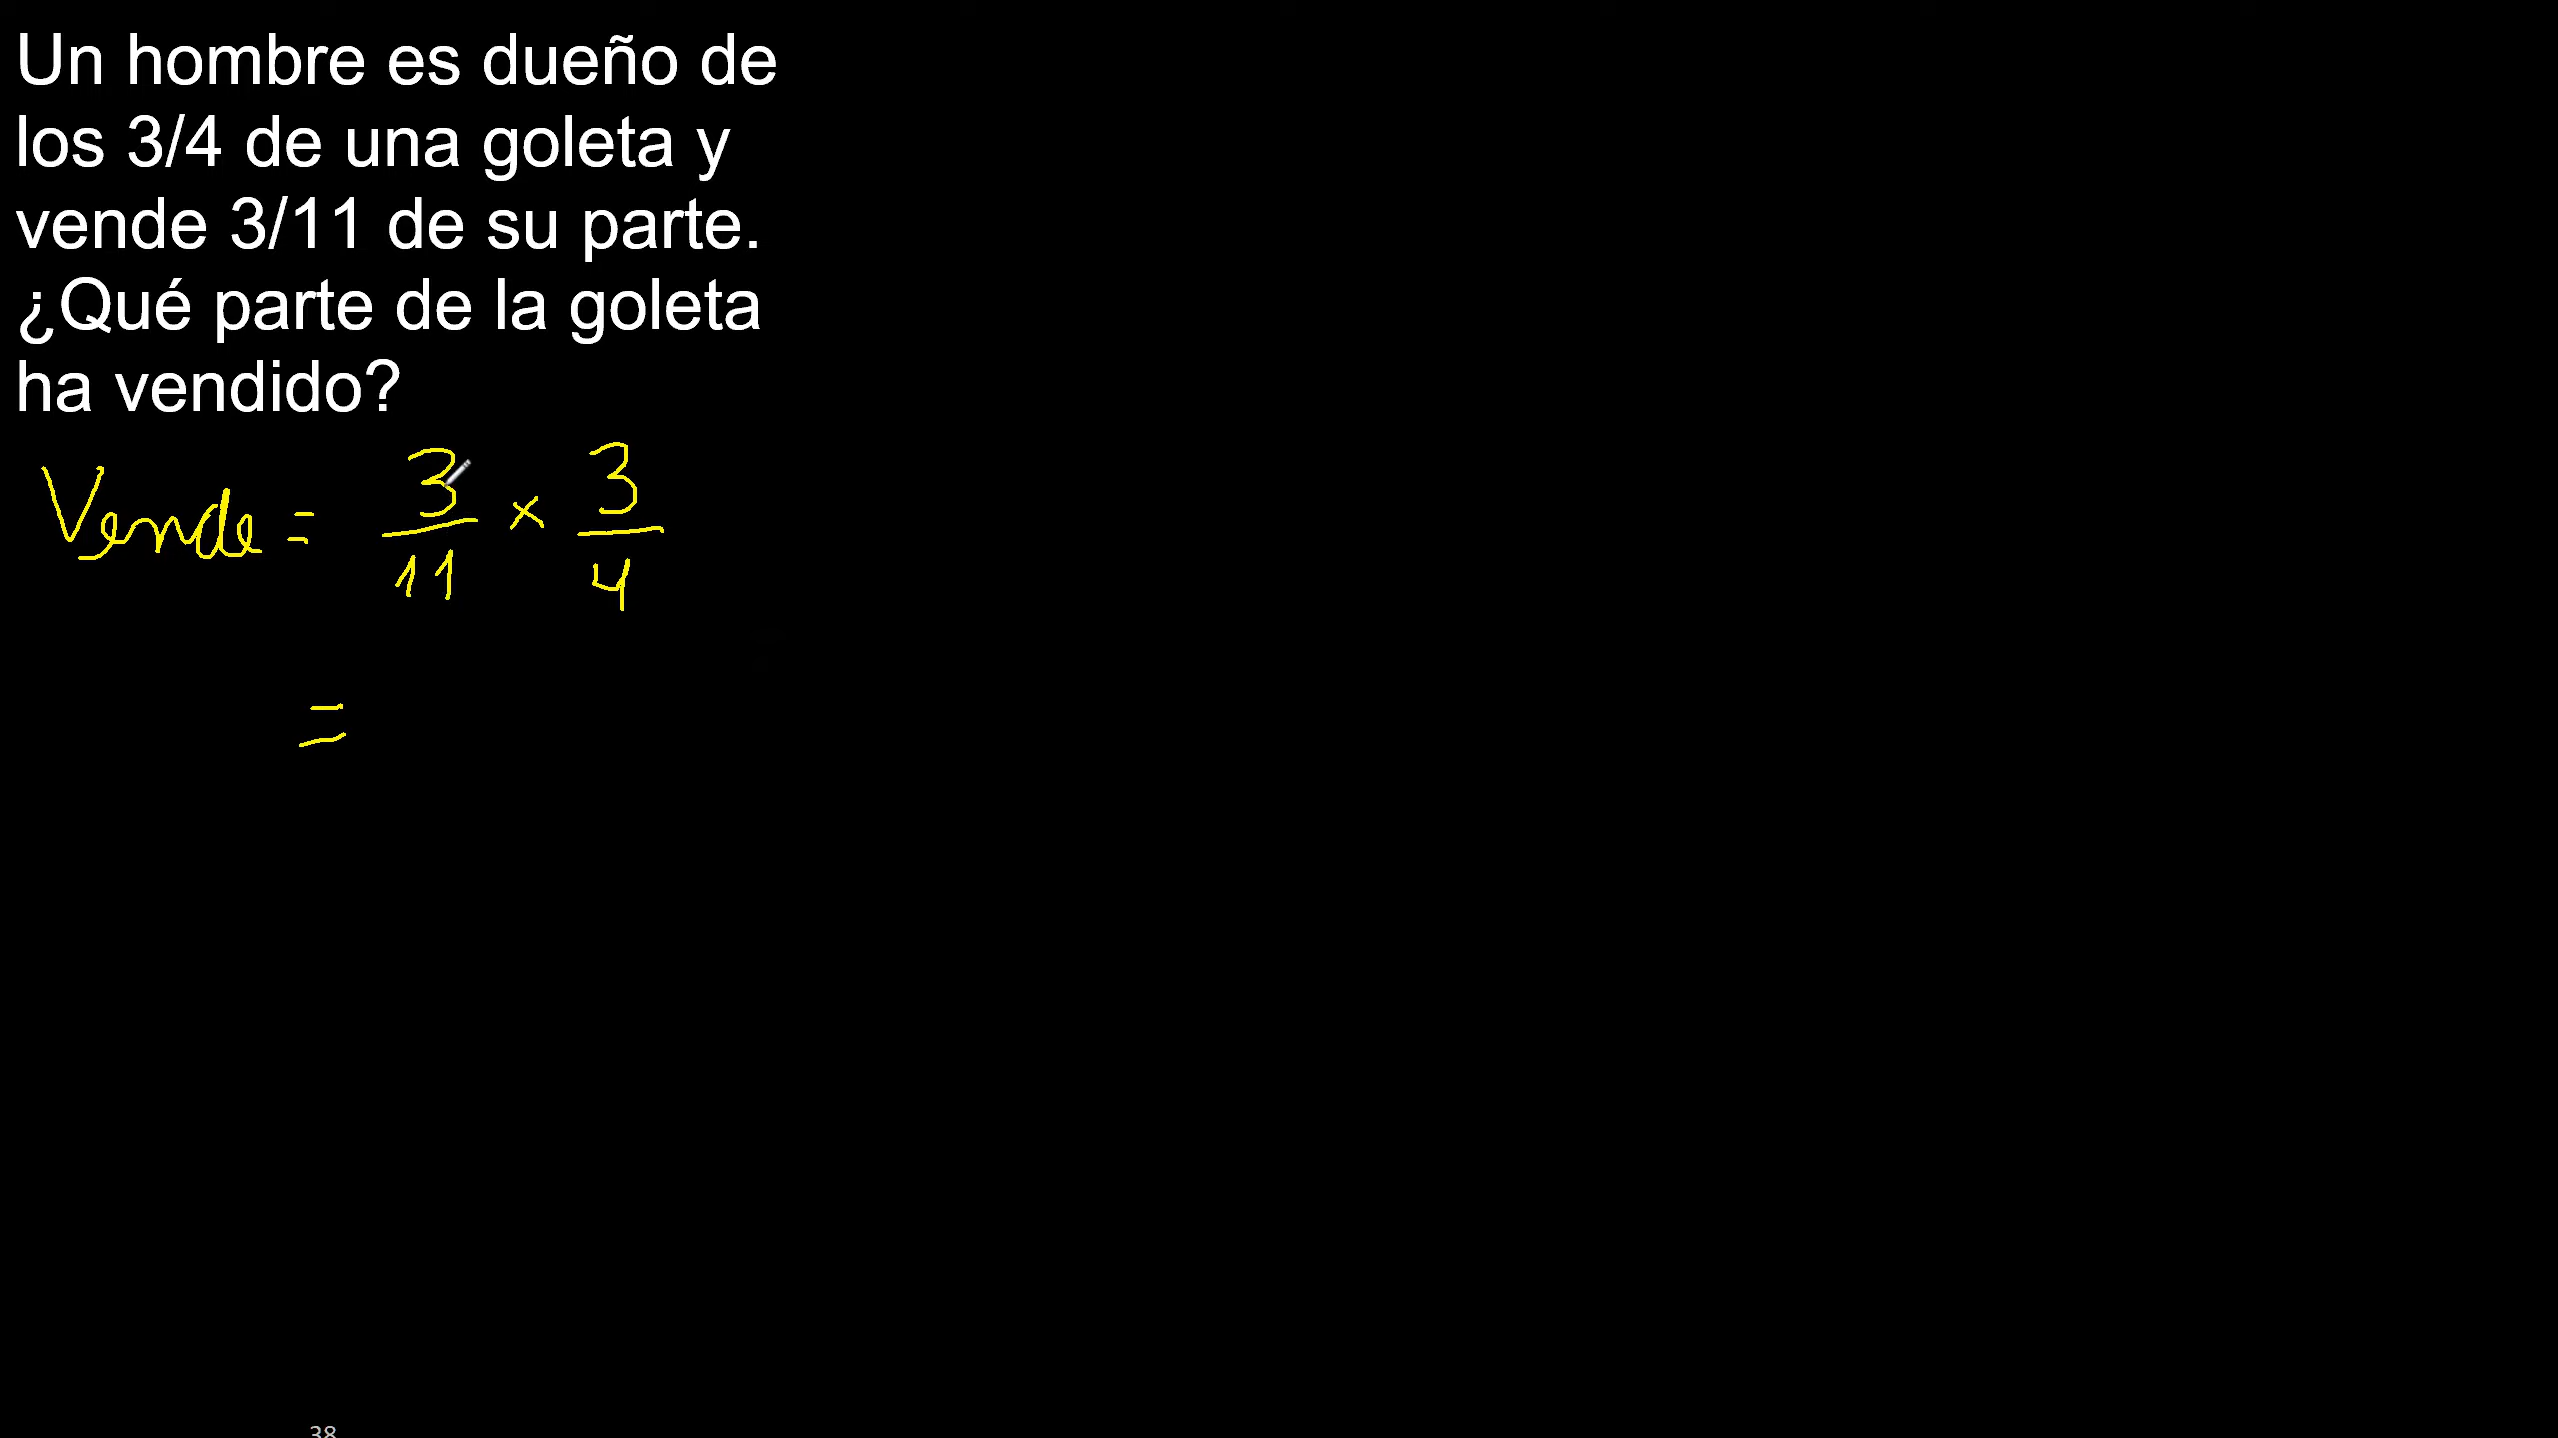 Un hombre es dueño de
los 3/4 de una goleta y
vende 3/11 de su parte.
¿Qué parte de la goleta
ha vendido?
Vende = 3/11 × 3/4
=
38